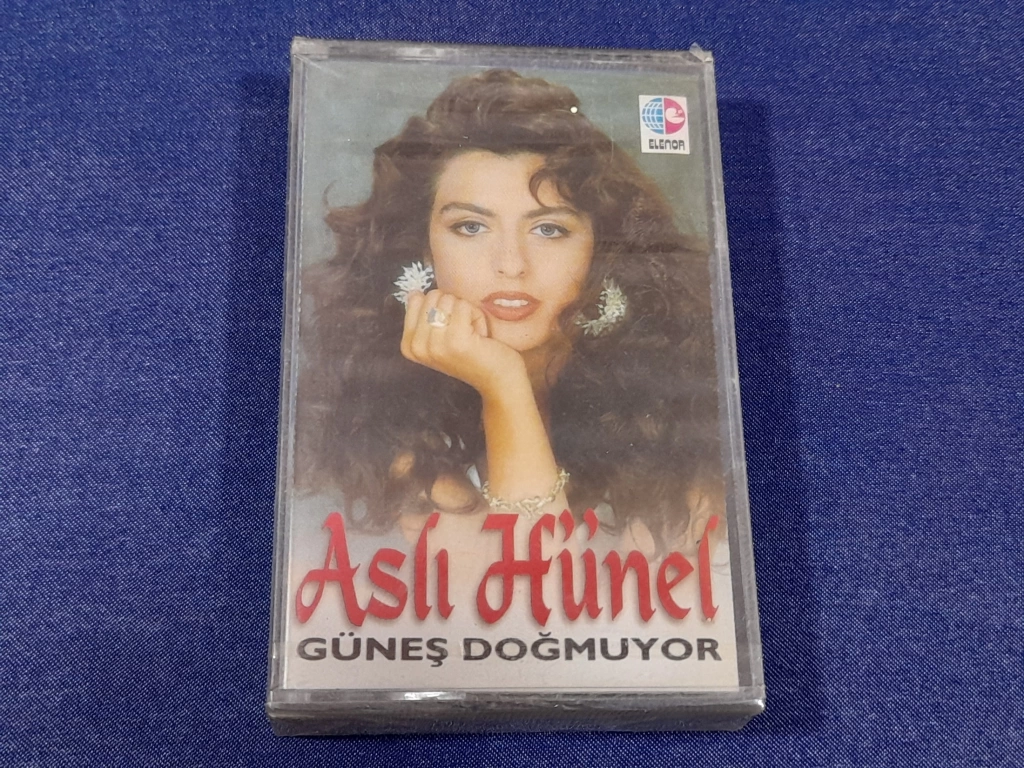 ELENOR
Aslı Hünel
GÜNEŞ DOĞMUYOR